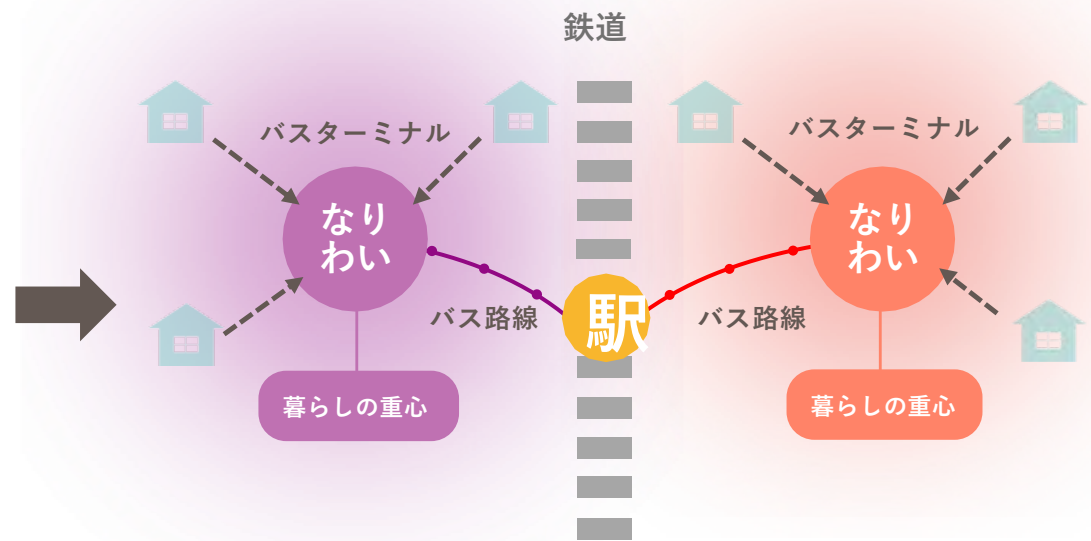 鉄道
バスターミナル
なり
わい
バス路線
暮らしの重心
駅
バスターミナル
なり
わい
バス路線
暮らしの重心